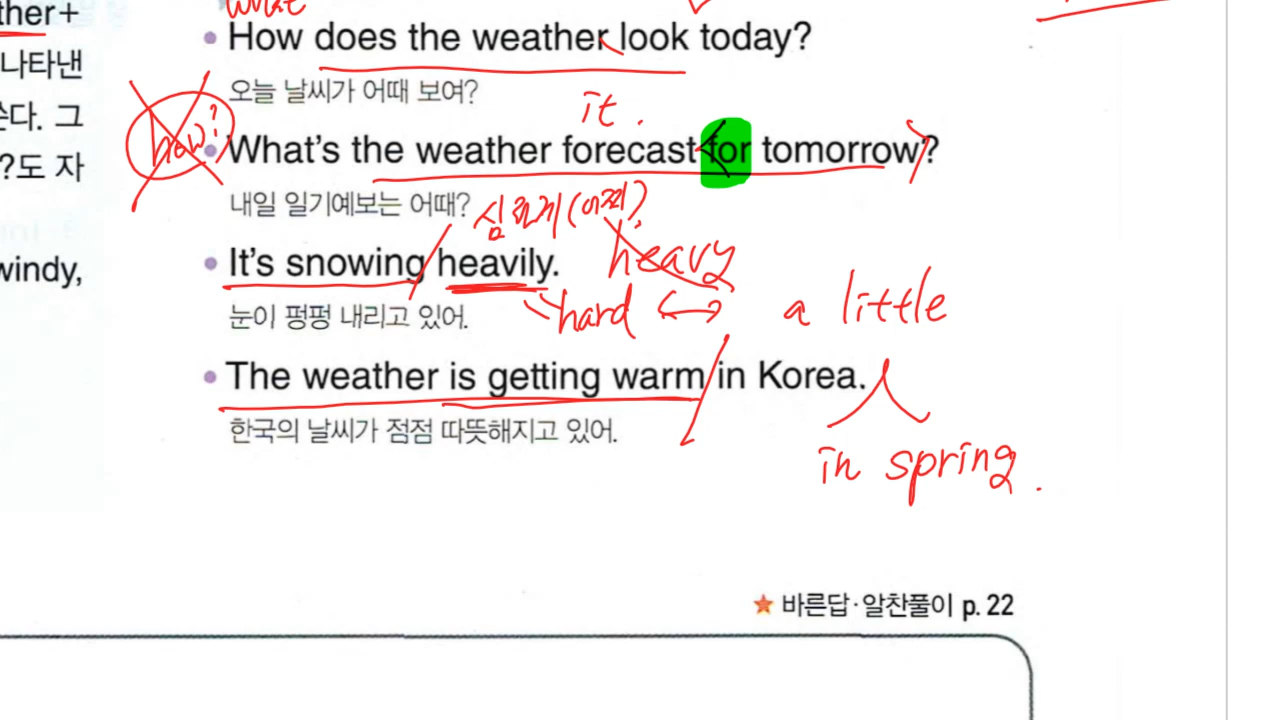 ther+
what
How does the weather look today?
나타낸
오늘 날씨가 어때 보여?
it.
쓴다. 그
how?
What's the weather forecast for tomorrow?
?도 자
내일 일기예보는 어때?
심하게 (어찌?)
It's snowing heavily.
heavy
windy,
눈이 펑펑 내리고 있어.
hard
a little
The weather is getting warm in Korea.
한국의 날씨가 점점 따뜻해지고 있어.
in spring.
★ 바른답·알찬풀이 p. 22